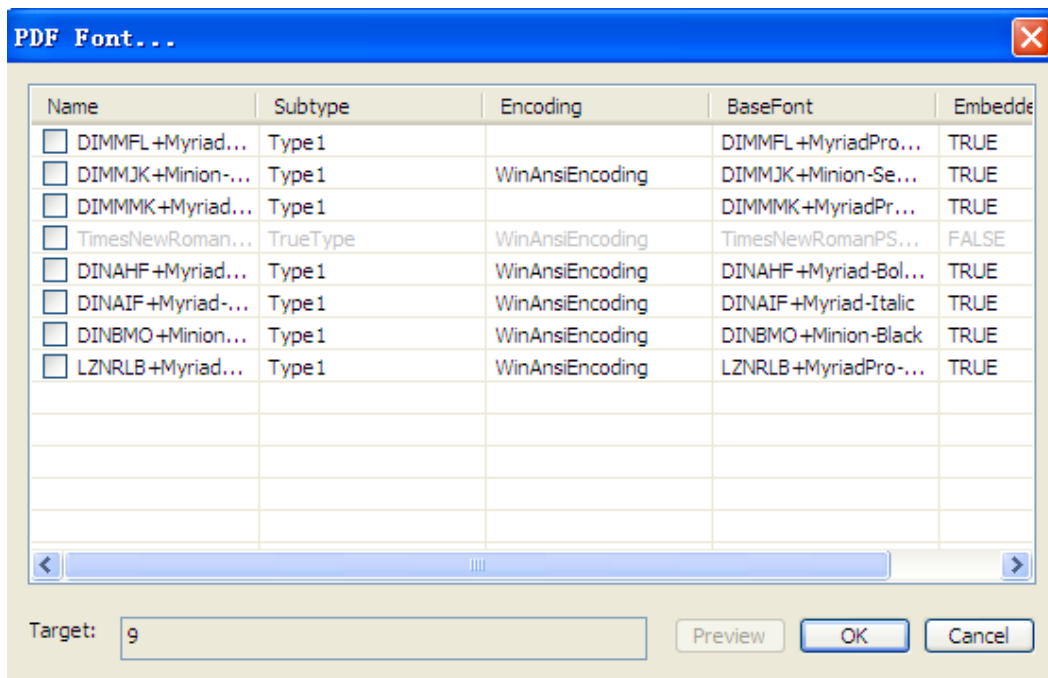 PDF Font...
Name Subtype Encoding BaseFont Embedde
DIMMFL+Myriad... Type1 DIMMFL+MyriadPro... TRUE
DIMMJK+Minion-... Type1 WinAnsiEncoding DIMMJK+Minion-Se... TRUE
DIMMMK+Myriad... Type1 DIMMMK+MyriadPr... TRUE
TimesNewRoman... TrueType WinAnsiEncoding TimesNewRomanPS... FALSE
DINAHF+Myriad... Type1 WinAnsiEncoding DINAHF+Myriad-Bol... TRUE
DINAIF+Myriad-... Type1 WinAnsiEncoding DINAIF+Myriad-Italic TRUE
DINBMO+Minion... Type1 WinAnsiEncoding DINBMO+Minion-Black TRUE
LZNRLB+Myriad... Type1 WinAnsiEncoding LZNRLB+MyriadPro-... TRUE
Target: 9 Preview OK Cancel